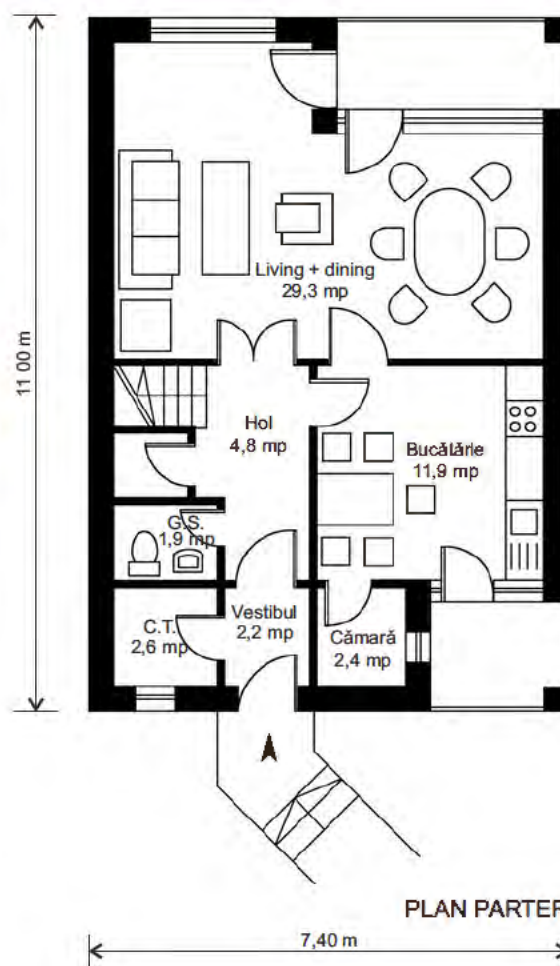 Living + dining
29,3 mp
11 00 m
Hol
4,8 mp
Bucătărie
11,9 mp
G.S.
1,9 mp
C.T.
2,6 mp
Vestibul
2,2 mp
Cămară
2,4 mp
PLAN PARTER
7,40 m